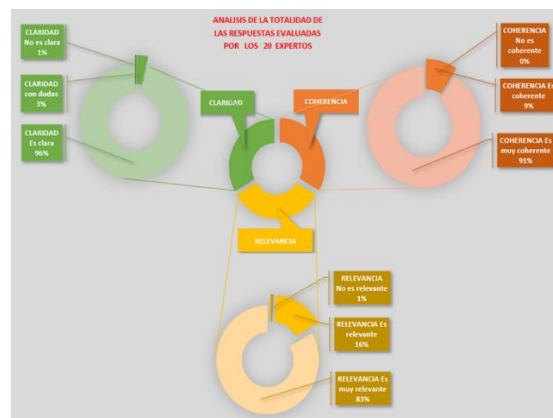 ANALISIS DE LA TOTALIDAD DE
LAS RESPUESTAS EVALUADAS
POR LOS 20 EXPERTOS
CLARIDAD
No es clara
1%
CLARIDAD
con dudas
3%
CLARIDAD
Es clara
96%
CLARIDAD
COHERENCIA
COHERENCIA
No es
coherente
0%
COHERENCIA Es
coherente
9%
COHERENCIA Es
muy coherente
91%
RELEVANCIA
RELEVANCIA
No es relevante
1%
RELEVANCIA Es
relevante
16%
RELEVANCIA Es
muy relevante
83%